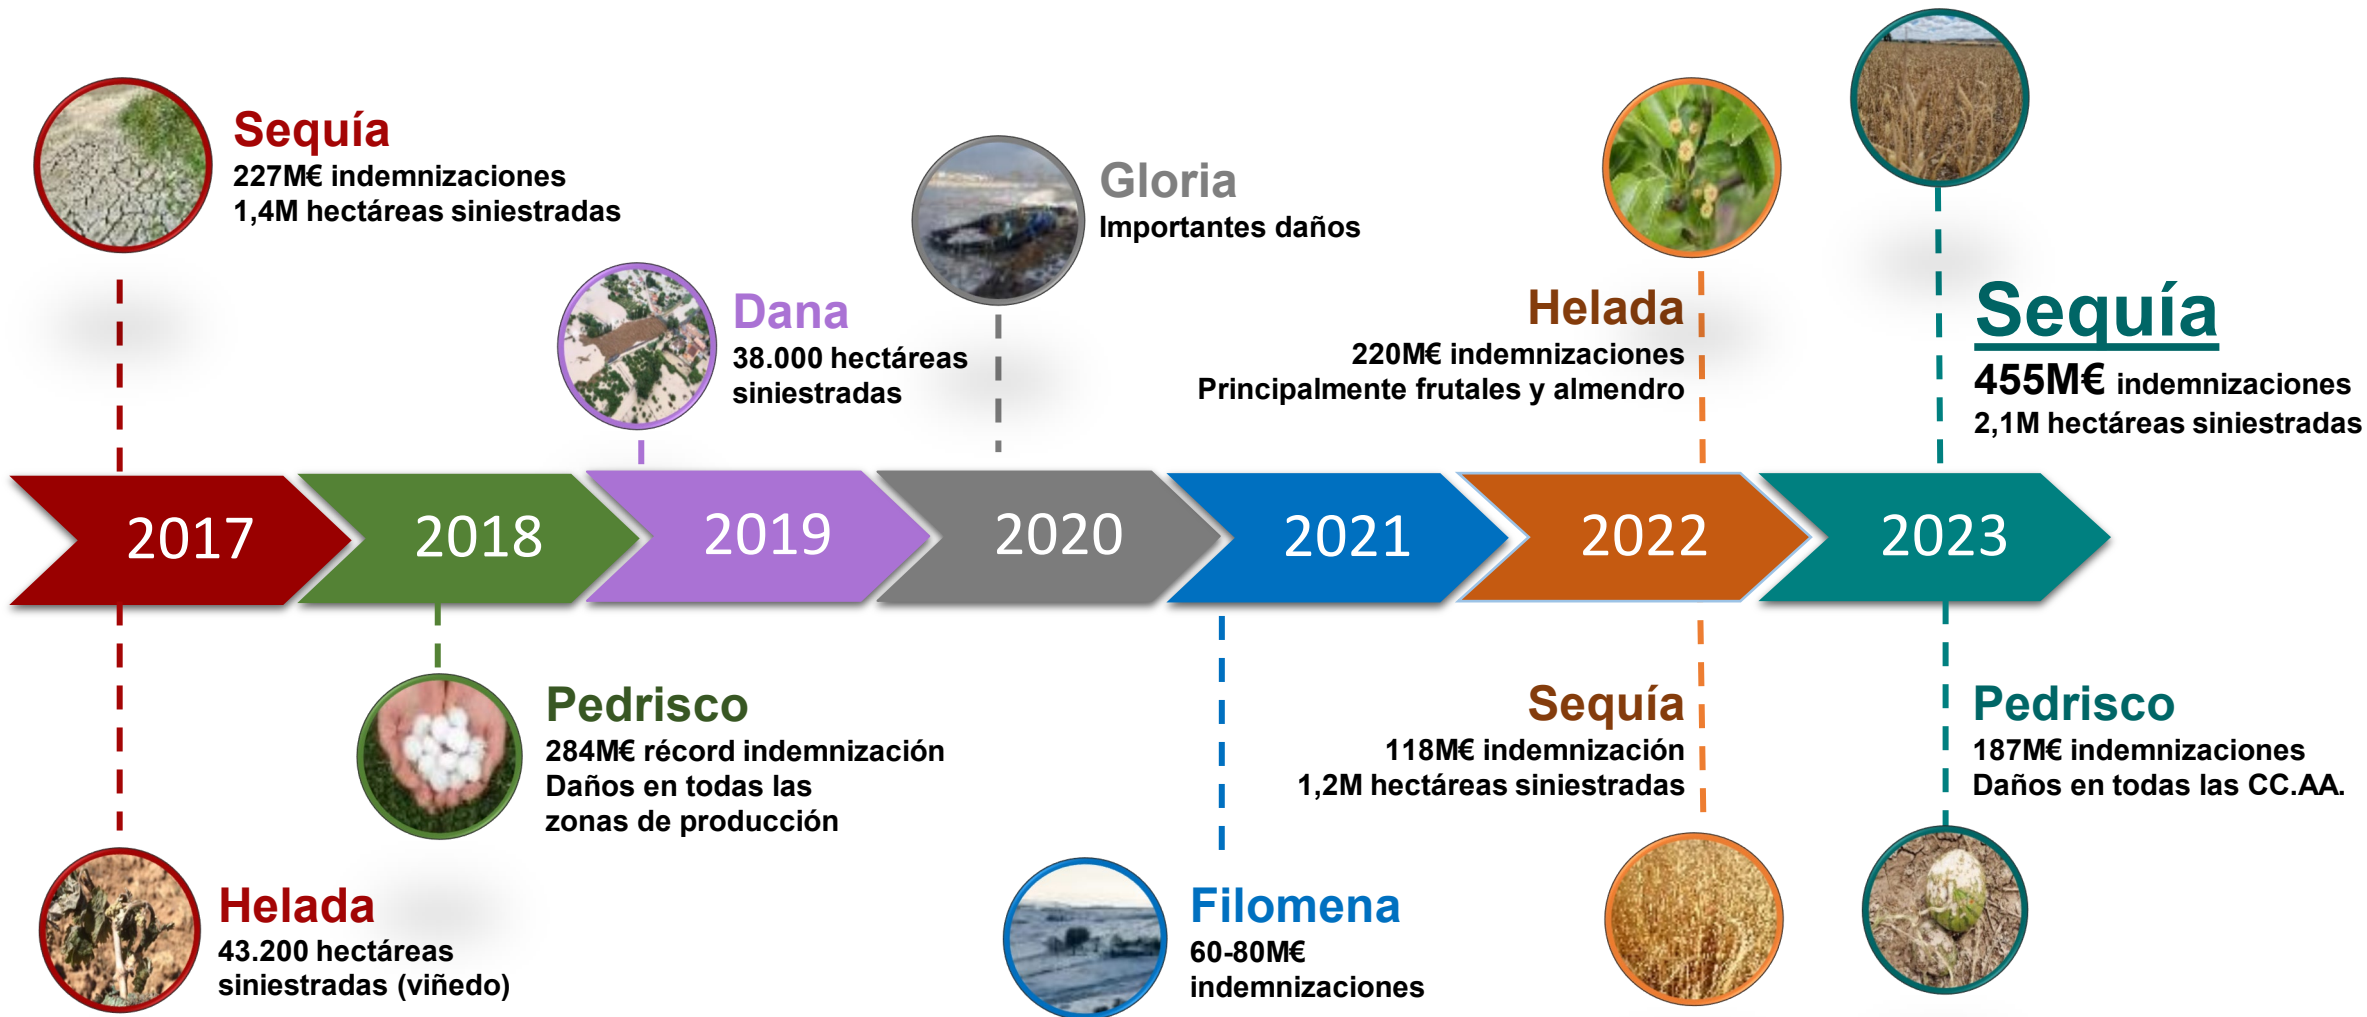 Sequía
227M€ indemnizaciones
1,4M hectáreas siniestradas
Dana
38.000 hectáreas
siniestradas
Gloria
Importantes daños
Helada
220M€ indemnizaciones
Principalmente frutales y almendro
Sequía
455M€ indemnizaciones
2,1M hectáreas siniestradas
2017
2018
2019
2020
2021
2022
2023
Helada
43.200 hectáreas
siniestradas (viñedo)
Pedrisco
284M€ récord indemnización
Daños en todas las
zonas de producción
Filomena
60-80M€
indemnizaciones
Sequía
118M€ indemnización
1,2M hectáreas siniestradas
Pedrisco
187M€ indemnizaciones
Daños en todas las CC.AA.